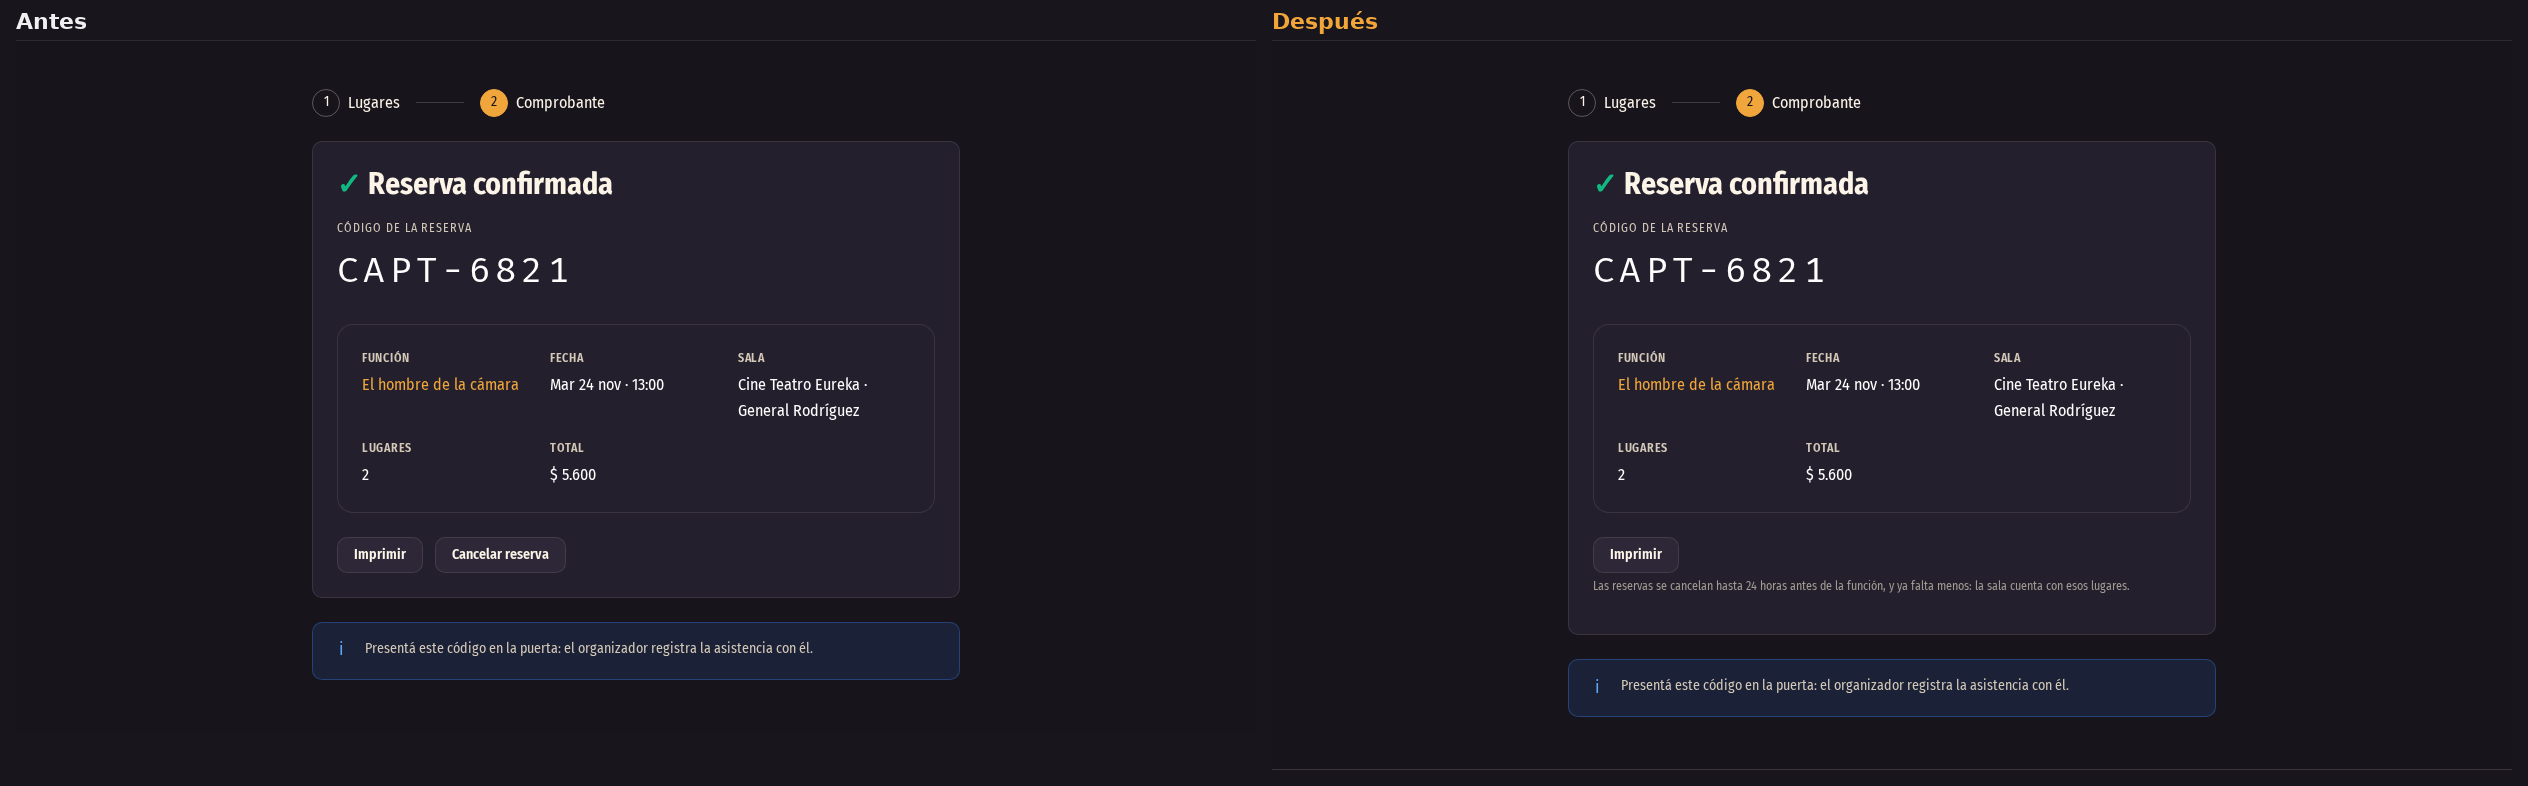 Antes
1 Lugares 2 Comprobante
✓ Reserva confirmada
CÓDIGO DE LA RESERVA
CAPT-6821
FUNCIÓN FECHA SALA
El hombre de la cámara Mar 24 nov · 13:00 Cine Teatro Eureka ·
General Rodríguez
LUGARES TOTAL
2 $ 5.600
Imprimir Cancelar reserva
i Presentá este código en la puerta: el organizador registra la asistencia con él.
Después
1 Lugares 2 Comprobante
✓ Reserva confirmada
CÓDIGO DE LA RESERVA
CAPT-6821
FUNCIÓN FECHA SALA
El hombre de la cámara Mar 24 nov · 13:00 Cine Teatro Eureka ·
General Rodríguez
LUGARES TOTAL
2 $ 5.600
Imprimir
Las reservas se cancelan hasta 24 horas antes de la función, y ya falta menos: la sala cuenta con esos lugares.
i Presentá este código en la puerta: el organizador registra la asistencia con él.